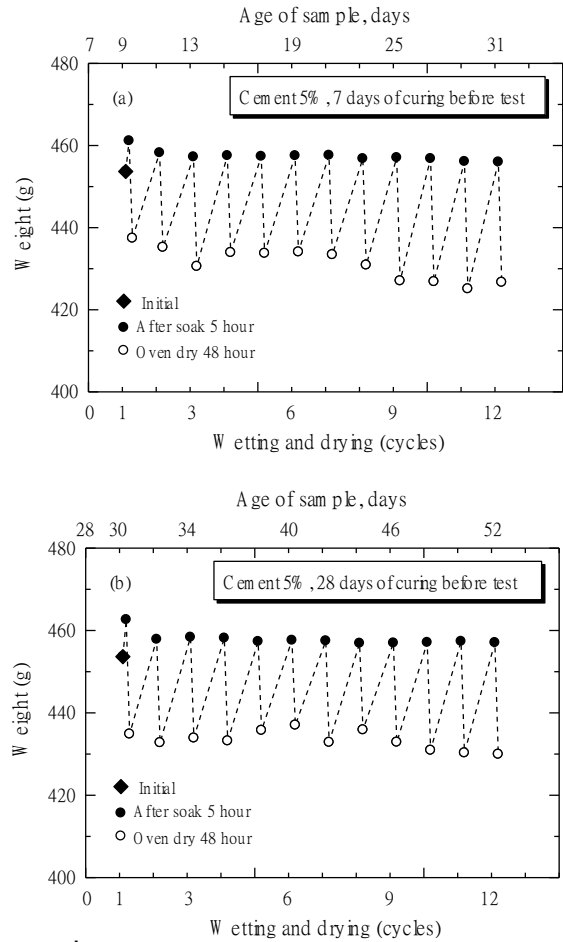 Age of sample, days
7 9 13 19 25 31
480
(a) Cement 5%, 7 days of curing before test
460
440
Weight (g)
420
Initial
After soak 5 hour
Oven dry 48 hour
400
0 1 3 6 9 12
Wetting and drying (cycles)
Age of sample, days
28 30 34 40 46 52
480
(b) Cement 5%, 28 days of curing before test
460
440
Weight (g)
420
Initial
After soak 5 hour
Oven dry 48 hour
400
0 1 3 6 9 12
Wetting and drying (cycles)